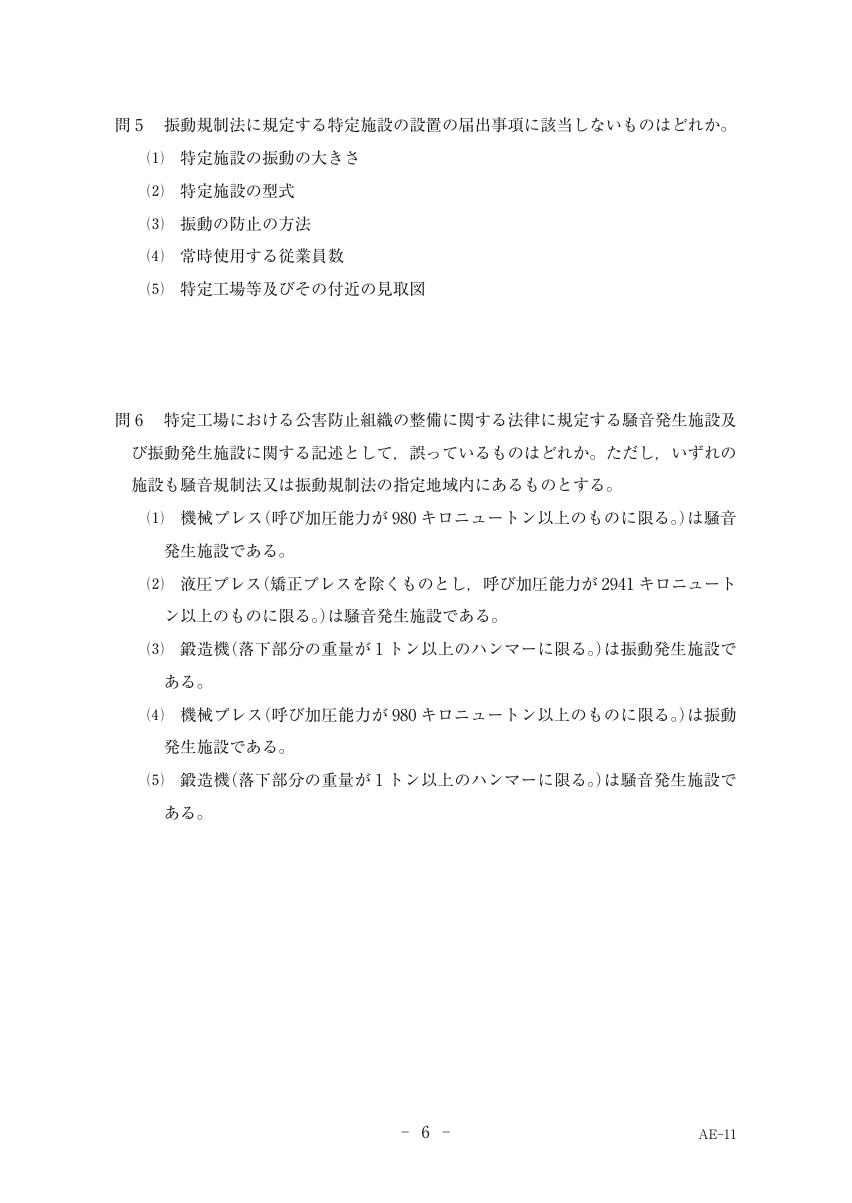 問5 振動規制法に規定する特定施設の設置の届出事項に該当しないものはどれか。
(1) 特定施設の振動の大きさ
(2) 特定施設の型式
(3) 振動の防止の方法
(4) 常時使用する従業員数
(5) 特定工場等及びその付近の見取図
問6 特定工場における公害防止組織の整備に関する法律に規定する騒音発生施設及
び振動発生施設に関する記述として，誤っているものはどれか。ただし，いずれの
施設も騒音規制法又は振動規制法の指定地域内にあるものとする。
(1) 機械プレス(呼び加圧能力が 980 キロニュートン以上のものに限る。)は騒音
発生施設である。
(2) 液圧プレス(矯正プレスを除くものとし，呼び加圧能力が 2941 キロニュート
ン以上のものに限る。)は騒音発生施設である。
(3) 鍛造機(落下部分の重量が 1 トン以上のハンマーに限る。)は振動発生施設で
ある。
(4) 機械プレス(呼び加圧能力が 980 キロニュートン以上のものに限る。)は振動
発生施設である。
(5) 鍛造機(落下部分の重量が 1 トン以上のハンマーに限る。)は騒音発生施設で
ある。
- 6 -
AE-11